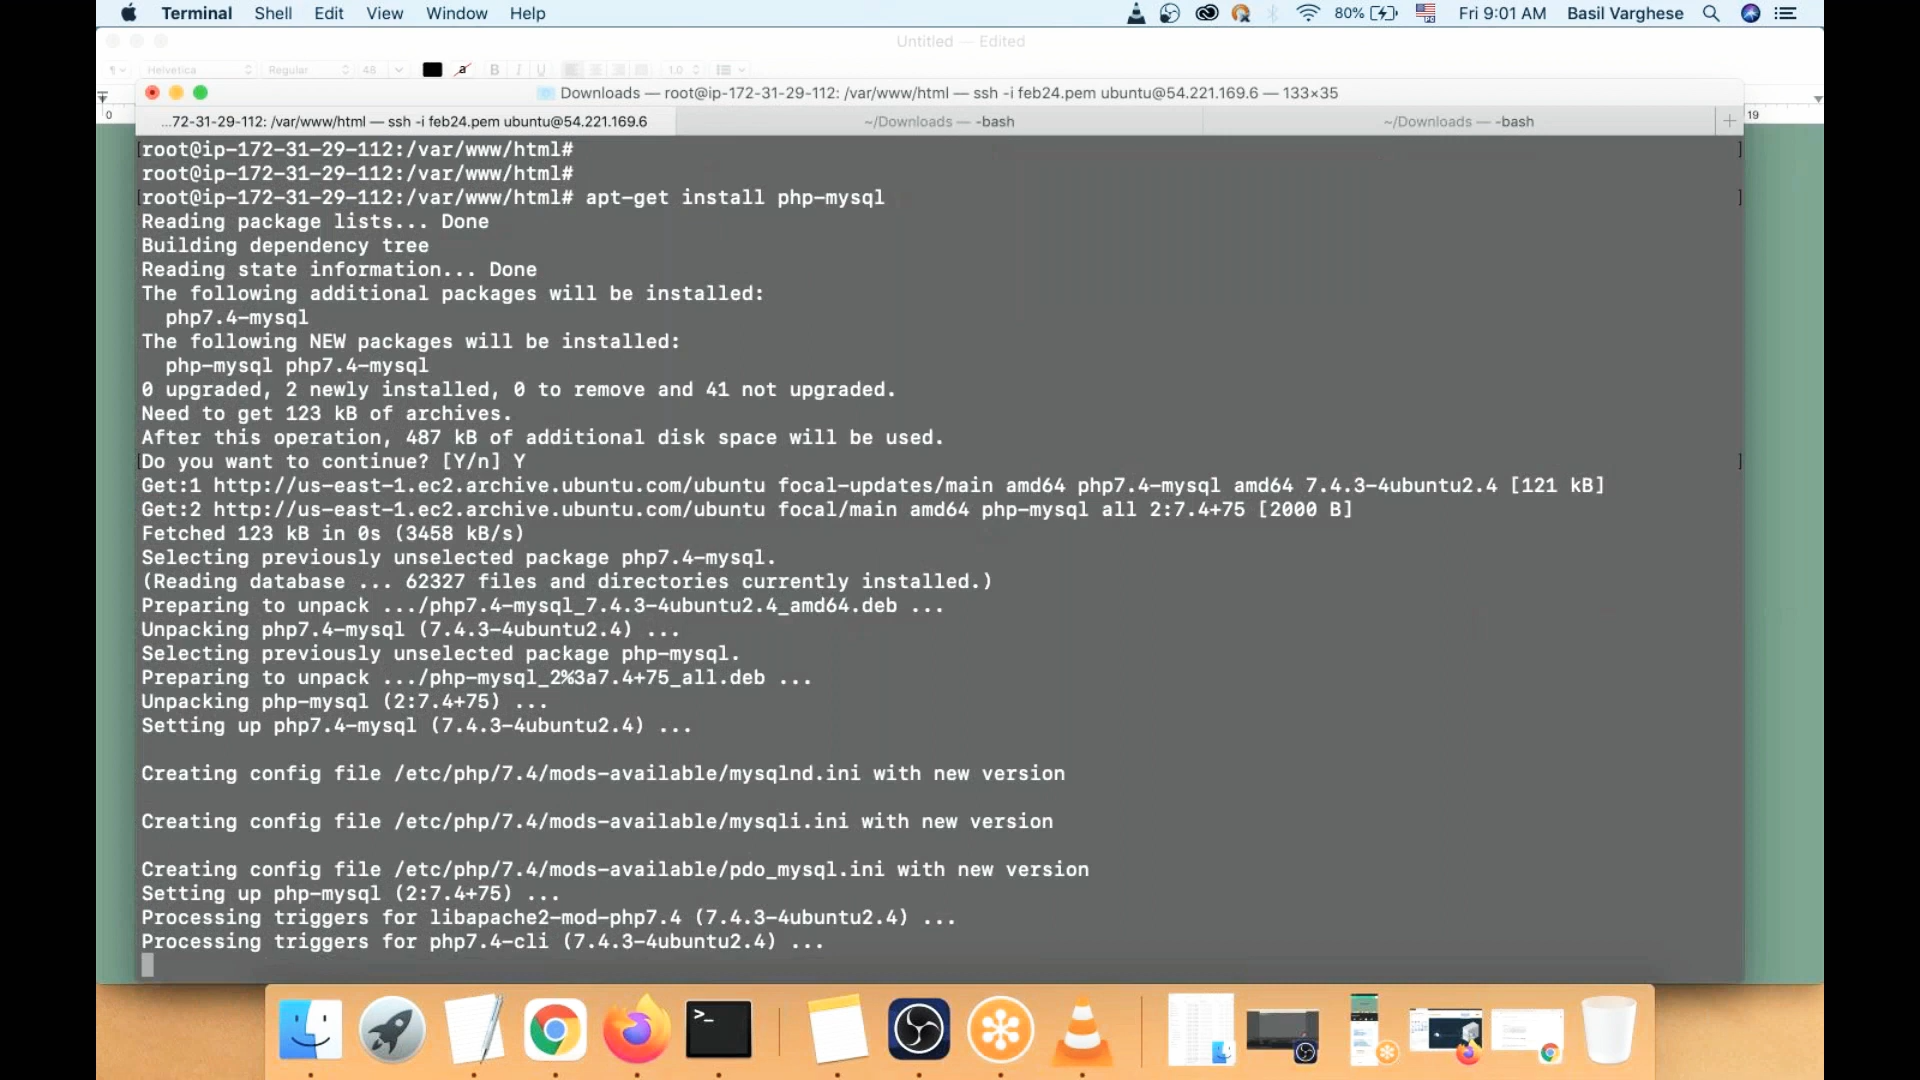 Terminal Shell Edit View Window Help 80% Fri 9:01 AM Basil Varghese
Untitled — Edited
Helvetica Regular 48 B I U 1.0
Downloads — root@ip-172-31-29-112: /var/www/html — ssh -i feb24.pem ubuntu@54.221.169.6 — 133×35
0 19
...72-31-29-112: /var/www/html — ssh -i feb24.pem ubuntu@54.221.169.6 ~/Downloads — -bash ~/Downloads — -bash +
[root@ip-172-31-29-112:/var/www/html# ]
root@ip-172-31-29-112:/var/www/html#
[root@ip-172-31-29-112:/var/www/html# apt-get install php-mysql ]
Reading package lists... Done
Building dependency tree
Reading state information... Done
The following additional packages will be installed:
php7.4-mysql
The following NEW packages will be installed:
php-mysql php7.4-mysql
0 upgraded, 2 newly installed, 0 to remove and 41 not upgraded.
Need to get 123 kB of archives.
After this operation, 487 kB of additional disk space will be used.
[Do you want to continue? [Y/n] Y ]
Get:1 http://us-east-1.ec2.archive.ubuntu.com/ubuntu focal-updates/main amd64 php7.4-mysql amd64 7.4.3-4ubuntu2.4 [121 kB]
Get:2 http://us-east-1.ec2.archive.ubuntu.com/ubuntu focal/main amd64 php-mysql all 2:7.4+75 [2000 B]
Fetched 123 kB in 0s (3458 kB/s)
Selecting previously unselected package php7.4-mysql.
(Reading database ... 62327 files and directories currently installed.)
Preparing to unpack .../php7.4-mysql_7.4.3-4ubuntu2.4_amd64.deb ...
Unpacking php7.4-mysql (7.4.3-4ubuntu2.4) ...
Selecting previously unselected package php-mysql.
Preparing to unpack .../php-mysql_2%3a7.4+75_all.deb ...
Unpacking php-mysql (2:7.4+75) ...
Setting up php7.4-mysql (7.4.3-4ubuntu2.4) ...
Creating config file /etc/php/7.4/mods-available/mysqlnd.ini with new version
Creating config file /etc/php/7.4/mods-available/mysqli.ini with new version
Creating config file /etc/php/7.4/mods-available/pdo_mysql.ini with new version
Setting up php-mysql (2:7.4+75) ...
Processing triggers for libapache2-mod-php7.4 (7.4.3-4ubuntu2.4) ...
Processing triggers for php7.4-cli (7.4.3-4ubuntu2.4) ...